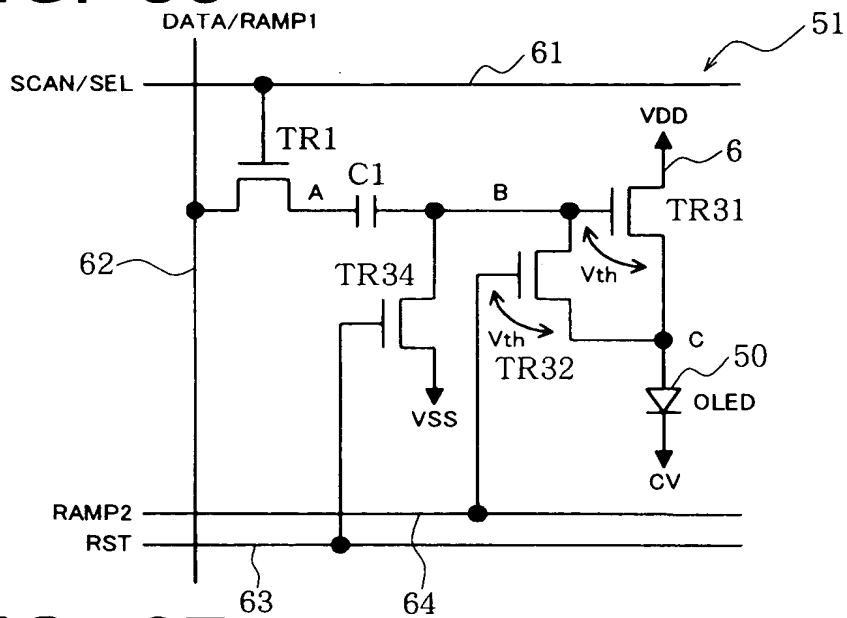 DATA/RAMP1
51
SCAN/SEL
61
VDD
TR1
6
C1
A
B
TR31
62
TR34
Vth
Vth
C
TR32
50
OLED
VSS
CV
RAMP2
RST
63
64